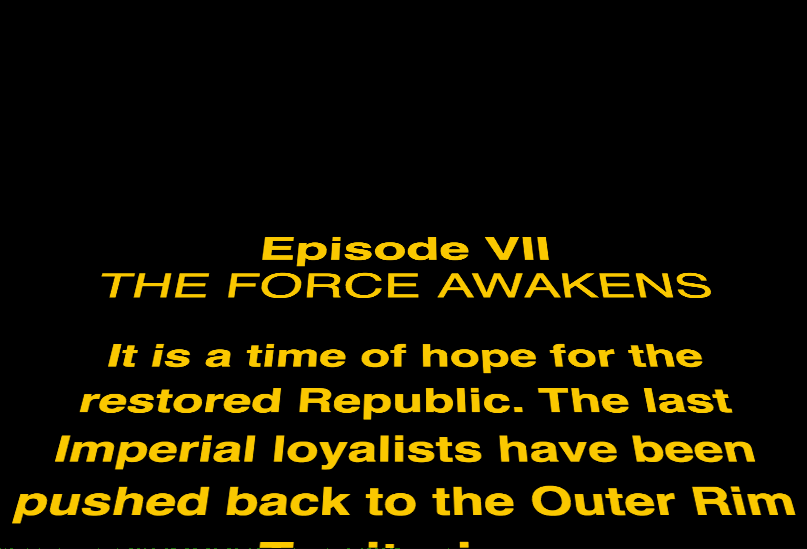 Episode VII
THE FORCE AWAKENS
It is a time of hope for the
restored Republic. The last
Imperial loyalists have been
pushed back to the Outer Rim